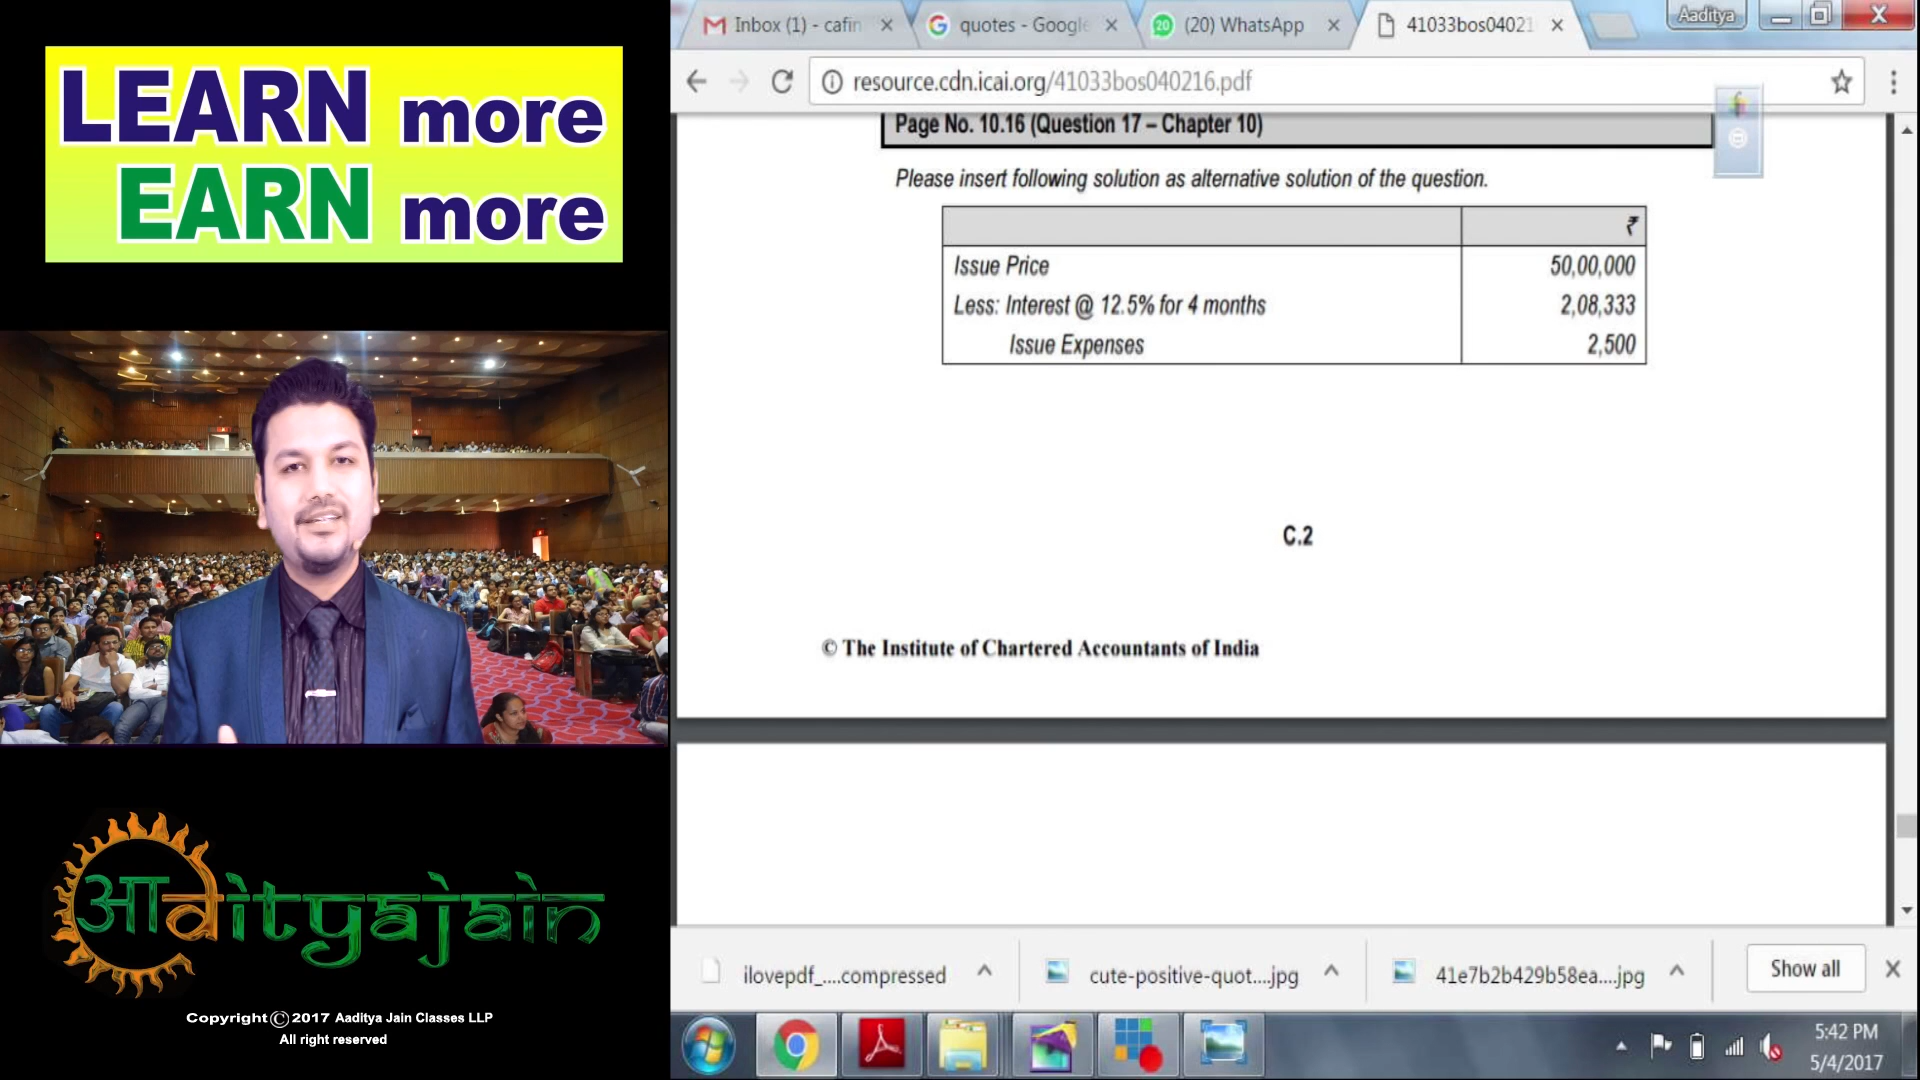 LEARN more
EARN more
आdityajain
Copyright © 2017 Aaditya Jain Classes LLP
All right reserved
Inbox (1) - cafin
quotes - Google
20
(20) WhatsApp
41033bos04021
Aaditya
resource.cdn.icai.org/41033bos040216.pdf
Page No. 10.16 (Question 17 – Chapter 10)
Please insert following solution as alternative solution of the question.
₹
Issue Price 50,00,000
Less: Interest @ 12.5% for 4 months 2,08,333
Issue Expenses 2,500
C.2
© The Institute of Chartered Accountants of India
ilovepdf_....compressed
cute-positive-quot....jpg
41e7b2b429b58ea....jpg
Show all
5:42 PM
5/4/2017